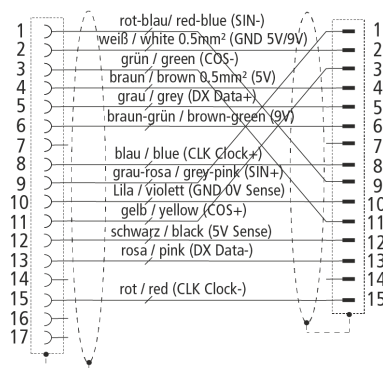 rot-blau/ red-blue (SIN-)
1 weiß / white 0.5mm² (GND 5V/9V) 1
2 grün / green (COS-) 2
3 braun / brown 0,5mm² (5V) 3
4 grau / grey (DX Data+) 4
5 braun-grün / brown-green (9V) 5
6 6
7 blau / blue (CLK Clock+) 7
8 grau-rosa / grey-pink (SIN+) 8
9 Lila / violett (GND 0V Sense) 9
10 gelb / yellow (COS+) 10
11 schwarz / black (5V Sense) 11
12 rosa / pink (DX Data-) 12
13 13
14 rot / red (CLK Clock-) 14
15 15
16
17